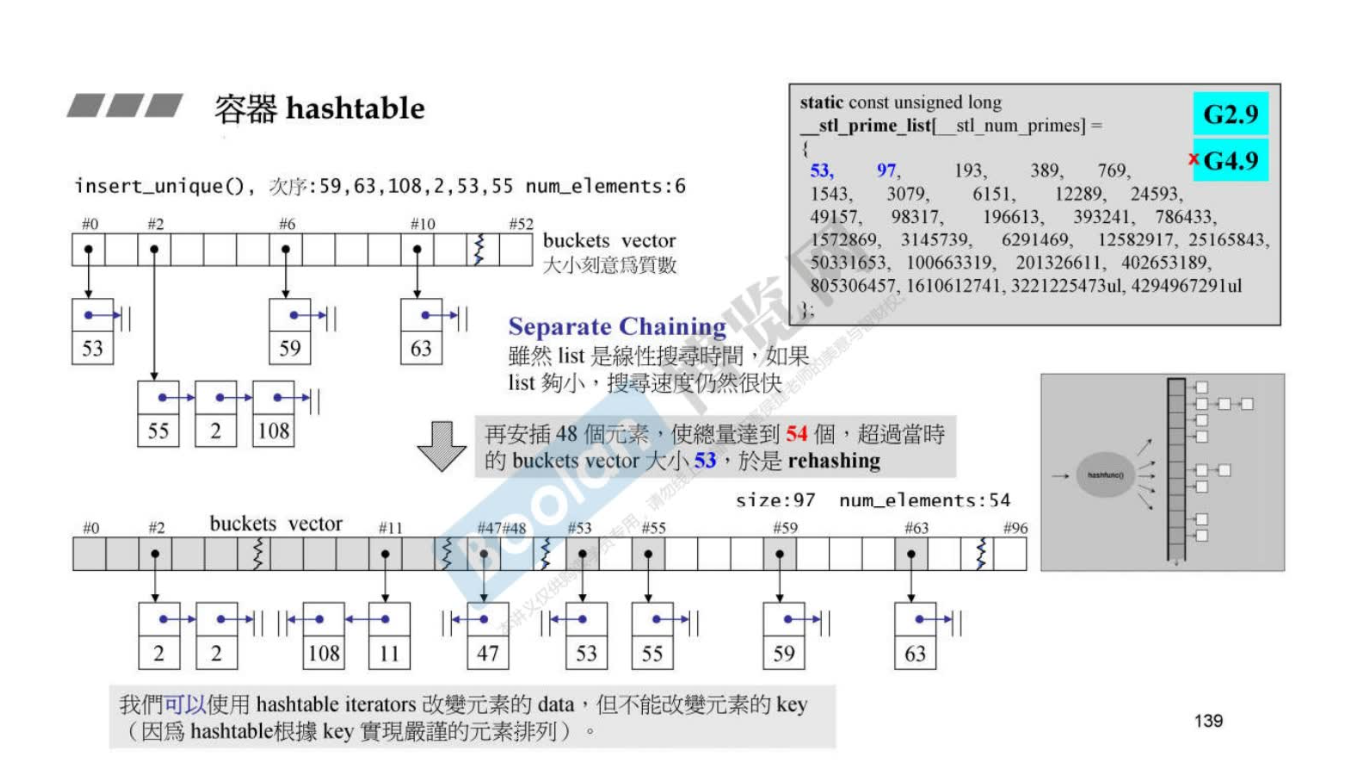 容器 hashtable
insert_unique(), 次序:59,63,108,2,53,55 num_elements:6
#0 #2 #6 #10 #52
buckets vector
大小刻意爲質數
53 59 63
55 2 108
Separate Chaining
雖然 list 是線性搜尋時間，如果
list 夠小，搜尋速度仍然很快
static const unsigned long
__stl_prime_list[__stl_num_primes] =
{
53, 97, 193, 389, 769,
1543, 3079, 6151, 12289, 24593,
49157, 98317, 196613, 393241, 786433,
1572869, 3145739, 6291469, 12582917, 25165843,
50331653, 100663319, 201326611, 402653189,
805306457, 1610612741, 3221225473ul, 4294967291ul
};
G2.9
x G4.9
再安插 48 個元素，使總量達到 54 個，超過當時
的 buckets vector 大小 53，於是 rehashing
hashfunc()
size:97 num_elements:54
#0 #2 buckets vector #11 #47#48 #53 #55 #59 #63 #96
2 2 108 11 47 53 55 59 63
我們可以使用 hashtable iterators 改變元素的 data，但不能改變元素的 key
（因爲 hashtable根據 key 實現嚴謹的元素排列）。
139
Boolan 博览网